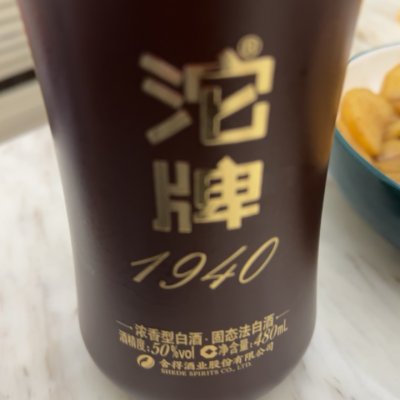 沱牌®
1940
浓香型白酒·固态法白酒
酒精度:50%vol 净含量:480mL
舍得酒业股份有限公司
SHEDE SPIRITS CO., LTD.